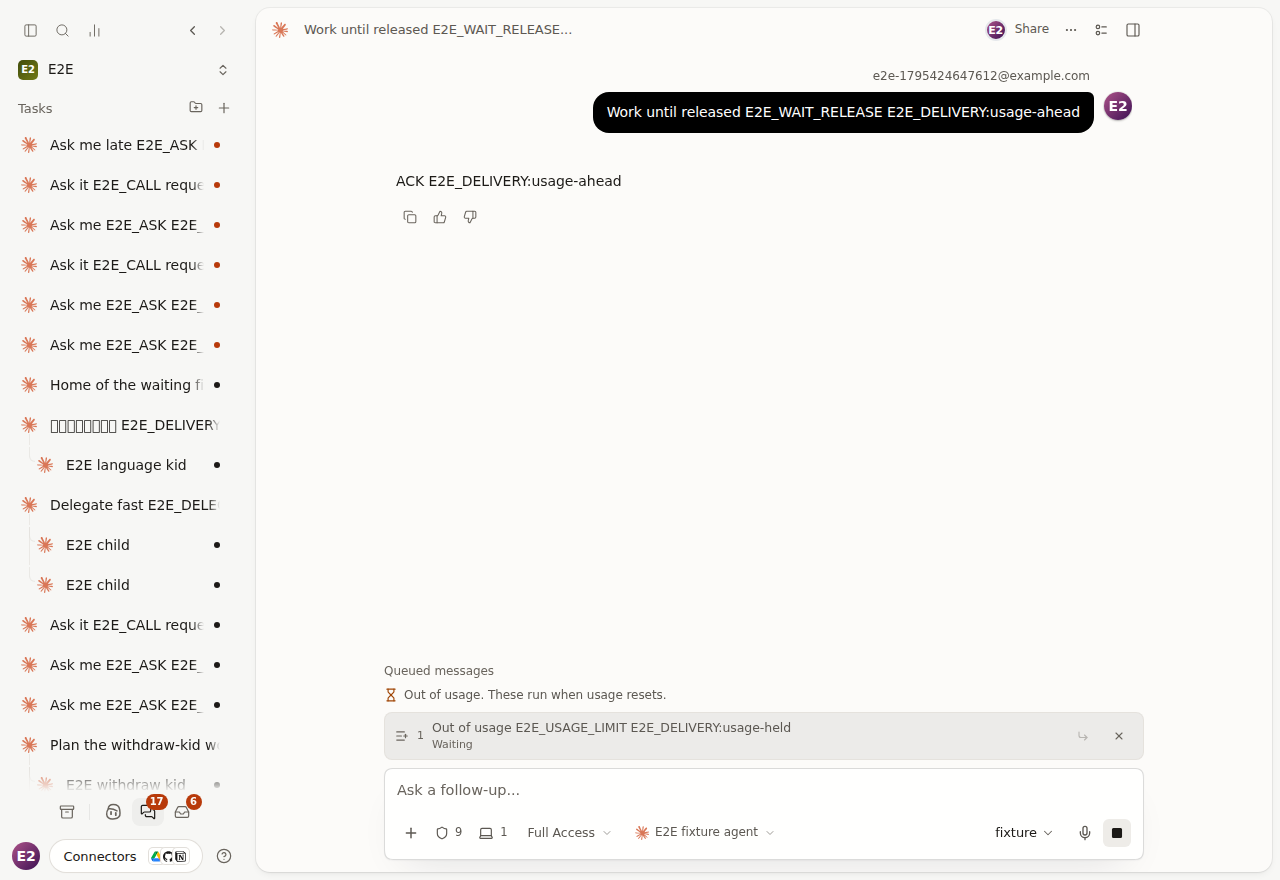 Work until released E2E_WAIT_RELEASE...
E2 Share
E2 E2E
Tasks
Ask me late E2E_ASK
Ask it E2E_CALL reque
Ask me E2E_ASK E2E_
Ask it E2E_CALL reque
Ask me E2E_ASK E2E_
Ask me E2E_ASK E2E_
Home of the waiting fi
E2E_DELIVERY
E2E language kid
Delegate fast E2E_DELE
E2E child
E2E child
Ask it E2E_CALL reque
Ask me E2E_ASK E2E_
Ask me E2E_ASK E2E_
Plan the withdraw-kid w
E2E withdraw kid
17 6
E2 Connectors
e2e-1795424647612@example.com
Work until released E2E_WAIT_RELEASE E2E_DELIVERY:usage-ahead
E2
ACK E2E_DELIVERY:usage-ahead
Queued messages
Out of usage. These run when usage resets.
1 Out of usage E2E_USAGE_LIMIT E2E_DELIVERY:usage-held
Waiting
Ask a follow-up...
9 1 Full Access E2E fixture agent fixture